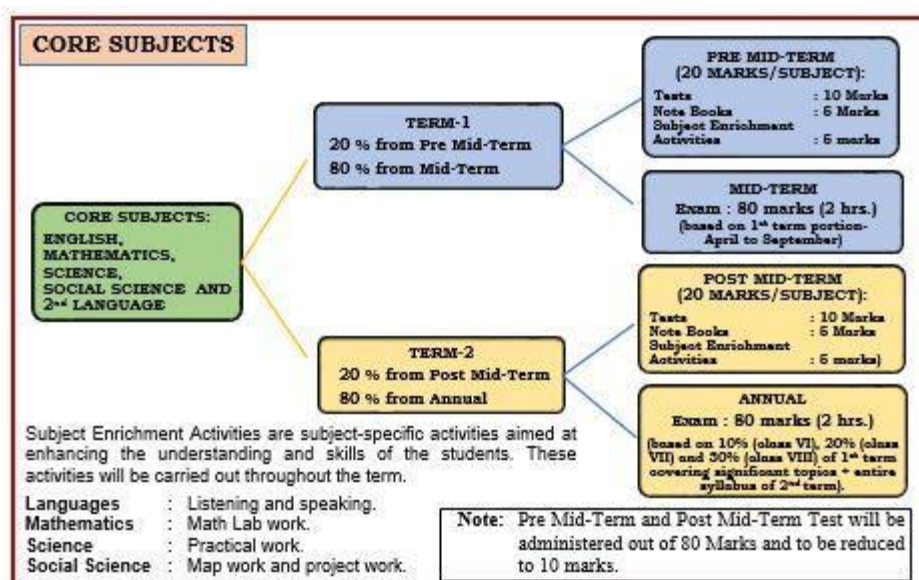 CORE SUBJECTS
PRE MID-TERM
(20 MARKS/SUBJECT):
Tests : 10 Marks
Note Books : 5 Marks
Subject Enrichment
Activities : 5 marks
TERM-1
20 % from Pre Mid-Term
80 % from Mid-Term
MID-TERM
Exam : 80 marks (2 hrs.)
(based on 1st term portion-
April to September)
CORE SUBJECTS:
ENGLISH,
MATHEMATICS,
SCIENCE,
SOCIAL SCIENCE AND
2nd LANGUAGE
POST MID-TERM
(20 MARKS/SUBJECT):
Tests : 10 Marks
Note Books : 5 Marks
Subject Enrichment
Activities : 5 marks)
TERM-2
20 % from Post Mid-Term
80 % from Annual
ANNUAL
Exam : 80 marks (2 hrs.)
(based on 10% (class VI), 20% (class
VII) and 30% (class VIII) of 1st term
covering significant topics + entire
syllabus of 2nd term).
Subject Enrichment Activities are subject-specific activities aimed at
enhancing the understanding and skills of the students. These
activities will be carried out throughout the term.
Languages : Listening and speaking.
Mathematics : Math Lab work.
Science : Practical work.
Social Science : Map work and project work.
Note: Pre Mid-Term and Post Mid-Term Test will be
administered out of 80 Marks and to be reduced
to 10 marks.